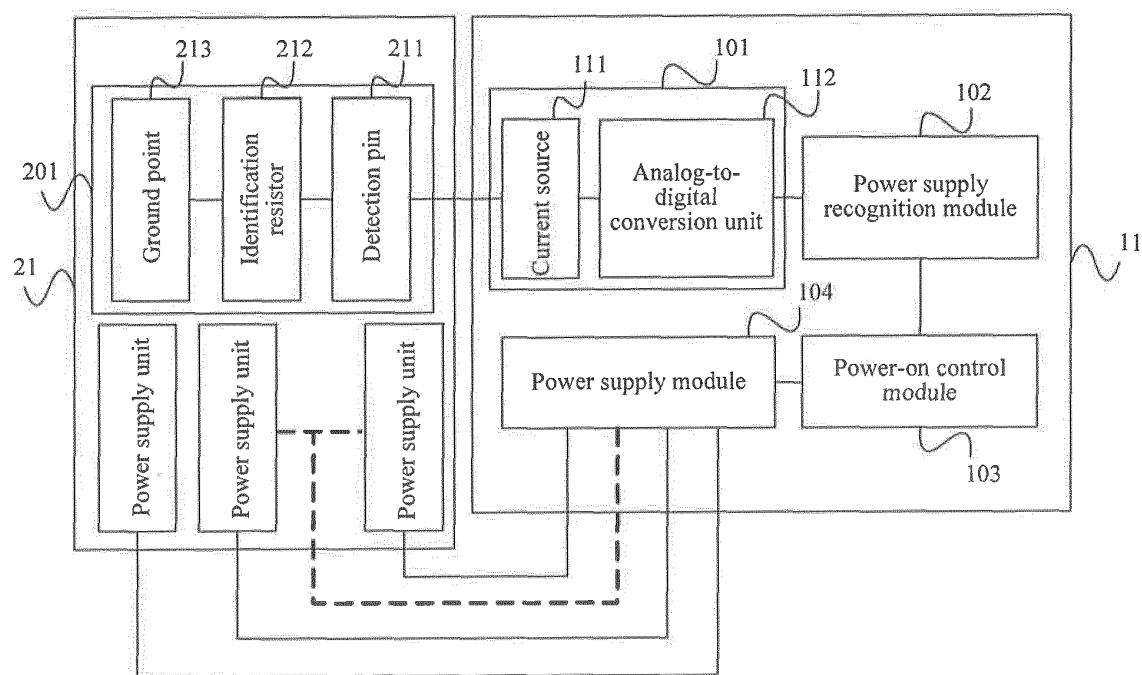 213
212
211
101
111
112
102
201
21
11
Ground point
Identification
resistor
Detection pin
Current source
Analog-to-
digital
conversion unit
Power supply
recognition module
104
Power supply unit
Power supply unit
Power supply unit
Power supply module
Power-on control
module
103